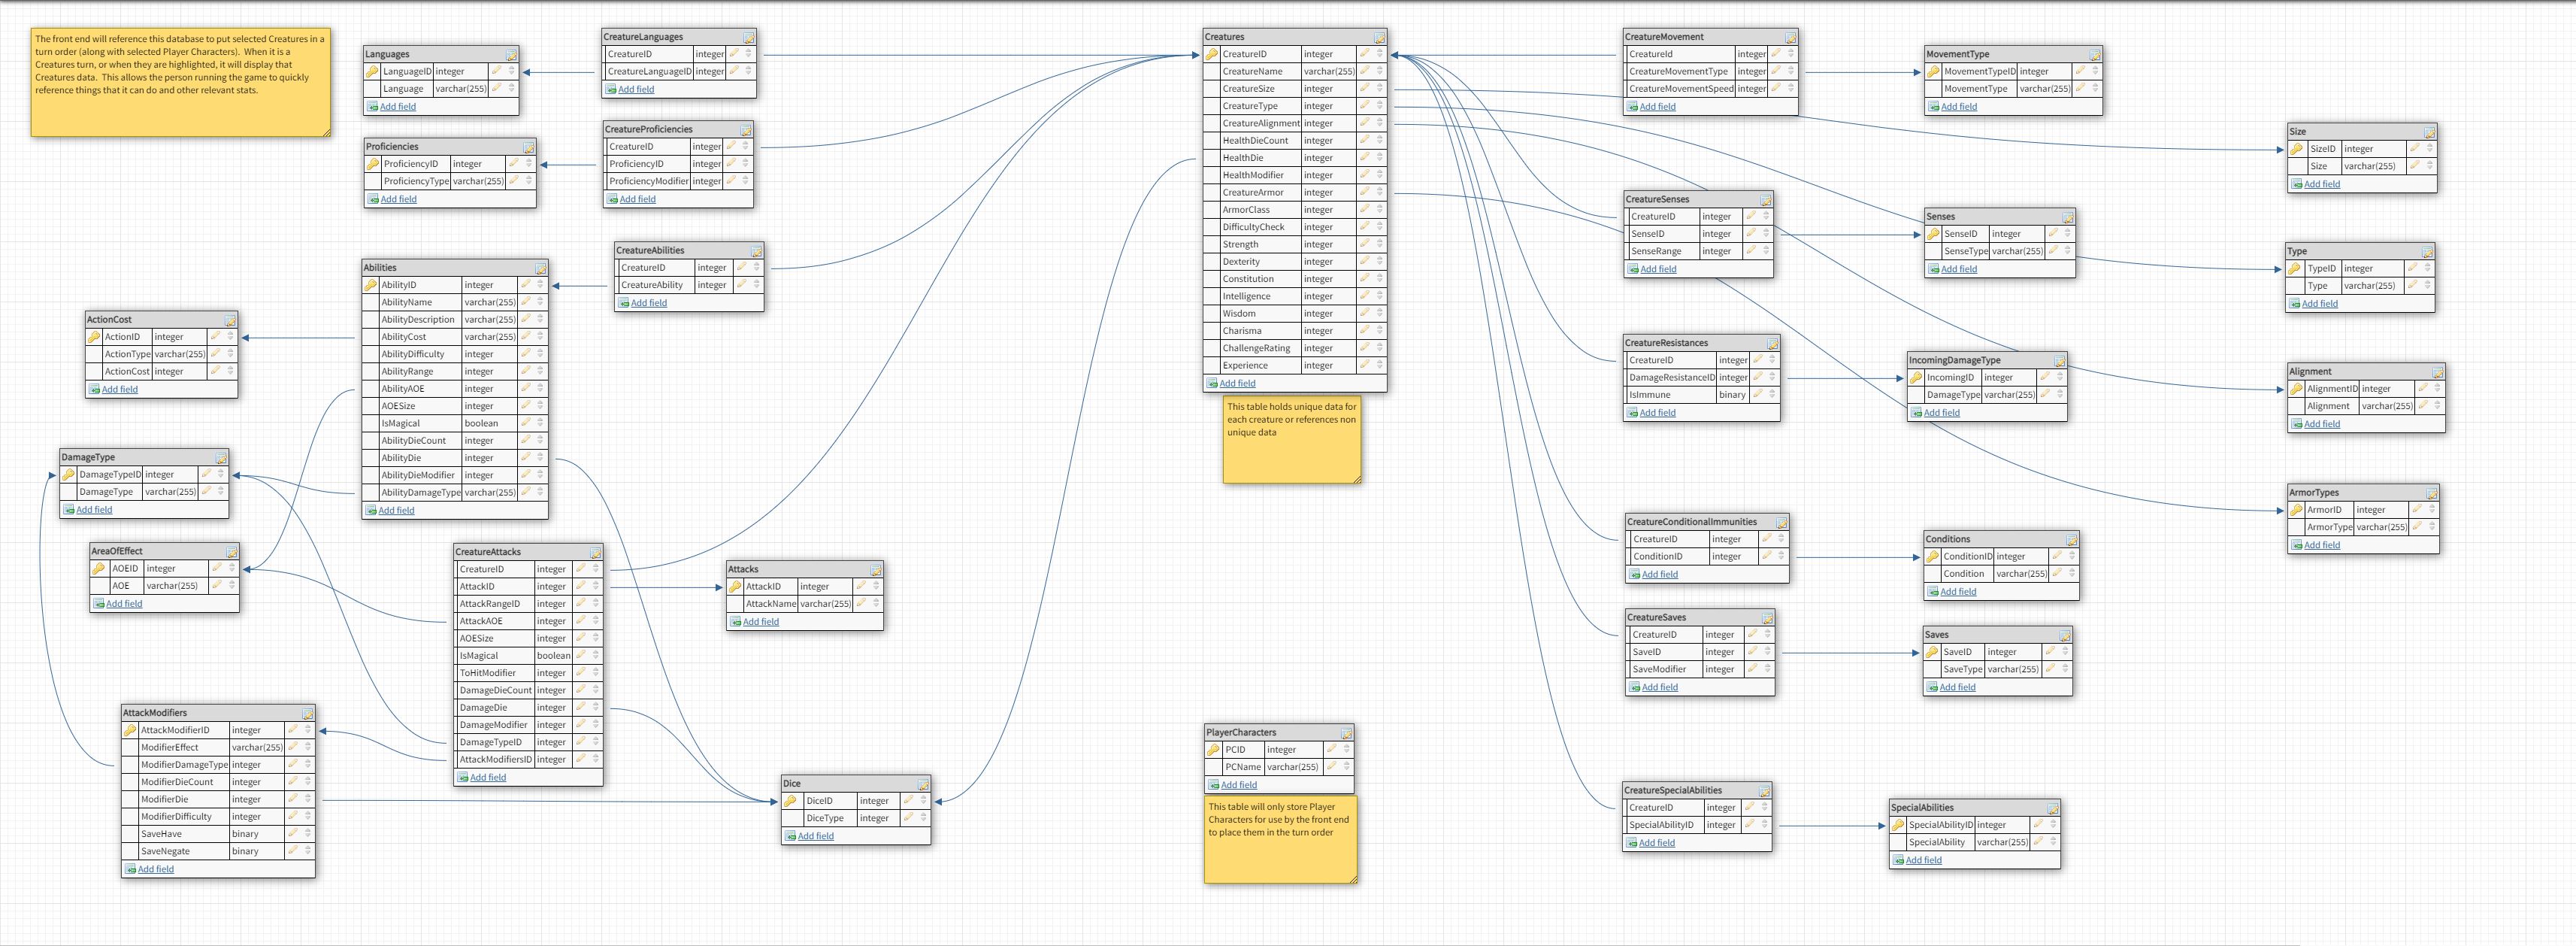 The front end will reference this database to put selected Creatures in a
turn order (along with selected Player Characters). When it is a
Creatures turn, or when they are highlighted, it will display that
Creatures data. This allows the person running the game to quickly
reference things that it can do and other relevant stats.
Languages
LanguageID integer
Language varchar(255)
Add field
CreatureLanguages
CreatureID integer
CreatureLanguageID integer
Add field
Proficiencies
ProficiencyID integer
ProficiencyType varchar(255)
Add field
CreatureProficiencies
CreatureID integer
ProficiencyID integer
ProficiencyModifier integer
Add field
CreatureAbilities
CreatureID integer
CreatureAbility integer
Add field
Abilities
AbilityID integer
AbilityName varchar(255)
AbilityDescription varchar(255)
AbilityCost varchar(255)
AbilityDifficulty integer
AbilityRange integer
AbilityAOE integer
AOESize integer
IsMagical boolean
AbilityDieCount integer
AbilityDie integer
AbilityDieModifier integer
AbilityDamageType varchar(255)
Add field
ActionCost
ActionID integer
ActionType varchar(255)
ActionCost integer
Add field
DamageType
DamageTypeID integer
DamageType varchar(255)
Add field
AreaOfEffect
AOEID integer
AOE varchar(255)
Add field
CreatureAttacks
CreatureID integer
AttackID integer
AttackRangeID integer
AttackAOE integer
AOESize integer
IsMagical boolean
ToHitModifier integer
DamageDieCount integer
DamageDie integer
DamageModifier integer
DamageTypeID integer
AttackModifiersID integer
Add field
Attacks
AttackID integer
AttackName varchar(255)
Add field
AttackModifiers
AttackModifierID integer
ModifierEffect varchar(255)
ModifierDamageType integer
ModifierDieCount integer
ModifierDie integer
ModifierDifficulty integer
SaveHave binary
SaveNegate binary
Add field
Dice
DiceID integer
DiceType integer
Add field
Creatures
CreatureID integer
CreatureName varchar(255)
CreatureSize integer
CreatureType integer
CreatureAlignment integer
HealthDieCount integer
HealthDie integer
HealthModifier integer
CreatureArmor integer
ArmorClass integer
DifficultyCheck integer
Strength integer
Dexterity integer
Constitution integer
Intelligence integer
Wisdom integer
Charisma integer
ChallengeRating integer
Experience integer
Add field
This table holds unique data for
each creature or references non
unique data
PlayerCharacters
PCID integer
PCName varchar(255)
Add field
This table will only store Player
Characters for use by the front end
to place them in the turn order
CreatureMovement
CreatureId integer
CreatureMovementType integer
CreatureMovementSpeed integer
Add field
MovementType
MovementTypeID integer
MovementType varchar(255)
Add field
CreatureSenses
CreatureID integer
SenseID integer
SenseRange integer
Add field
Senses
SenseID integer
SenseType varchar(255)
Add field
CreatureResistances
CreatureID integer
DamageResistanceID integer
IsImmune binary
Add field
IncomingDamageType
IncomingID integer
DamageType varchar(255)
Add field
CreatureConditionalImmunities
CreatureID integer
ConditionID integer
Add field
Conditions
ConditionID integer
Condition varchar(255)
Add field
CreatureSaves
CreatureID integer
SaveID integer
SaveModifier integer
Add field
Saves
SaveID integer
SaveType varchar(255)
Add field
CreatureSpecialAbilities
CreatureID integer
SpecialAbilityID integer
Add field
SpecialAbilities
SpecialAbilityID integer
SpecialAbility varchar(255)
Add field
Size
SizeID integer
Size varchar(255)
Add field
Type
TypeID integer
Type varchar(255)
Add field
Alignment
AlignmentID integer
Alignment varchar(255)
Add field
ArmorTypes
ArmorID integer
ArmorType varchar(255)
Add field